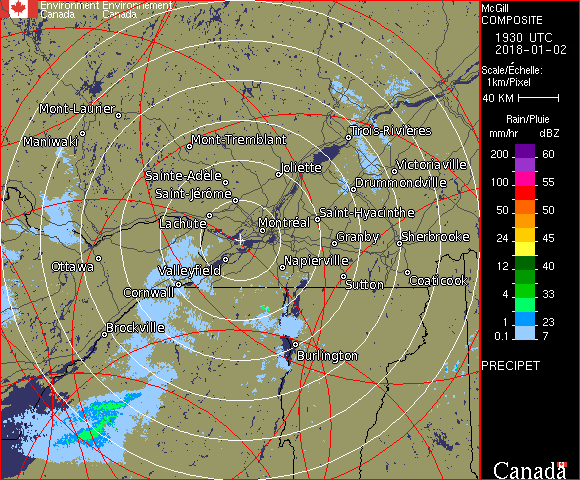 Environment Environnement
Canada Canada
McGill
COMPOSITE
1930 UTC
2018-01-02
Scale/Échelle:
1km/Pixel
40 KM
Rain/Pluie
mm/hr dBZ
200 60
100 55
50 50
24 45
12 40
4 33
1 23
0.1 7
PRECIPET
Mont-Laurier
Maniwaki
Mont-Tremblant
Trois-Rivières
Joliette
Victoriaville
Sainte-Adèle
Drummondville
Saint-Jérôme
Saint-Hyacinthe
Lachute
Montréal
Granby
Sherbrooke
Ottawa
Valleyfield
Napierville
Sutton
Coaticook
Cornwall
Brockville
Burlington
Canada